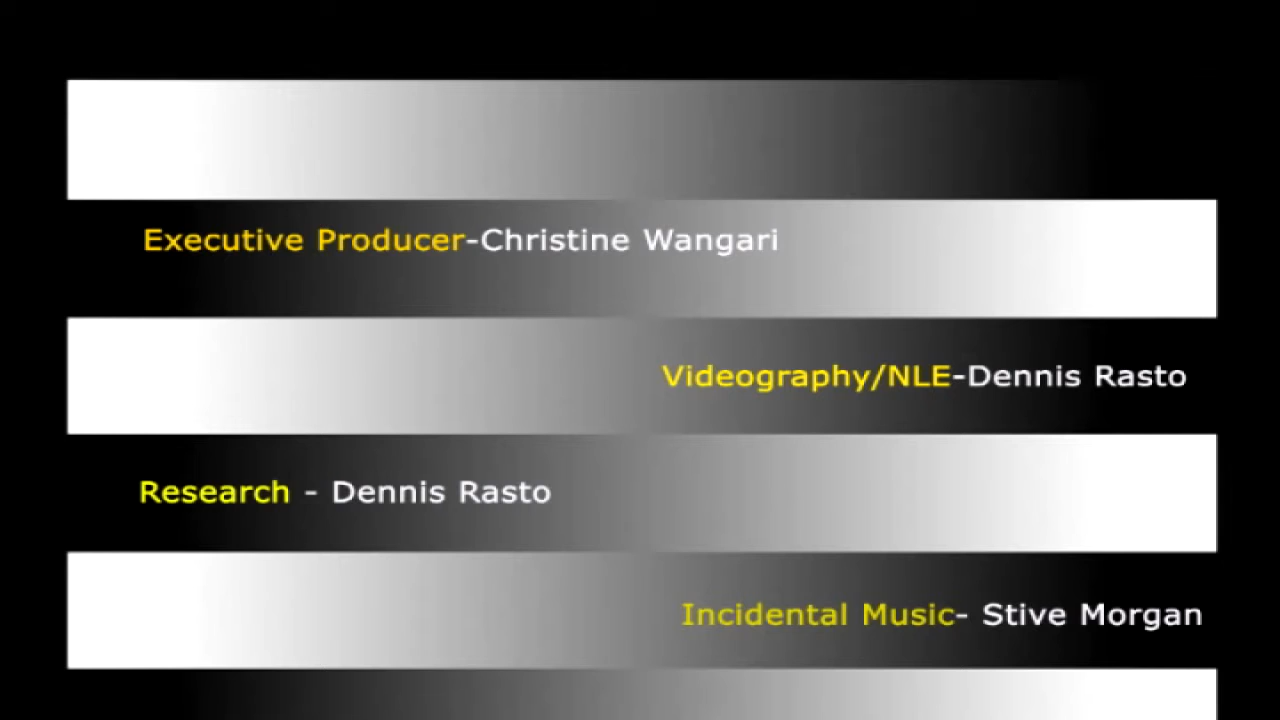 Executive Producer-Christine Wangari
Videography/NLE-Dennis Rasto
Research - Dennis Rasto
Incidental Music- Stive Morgan